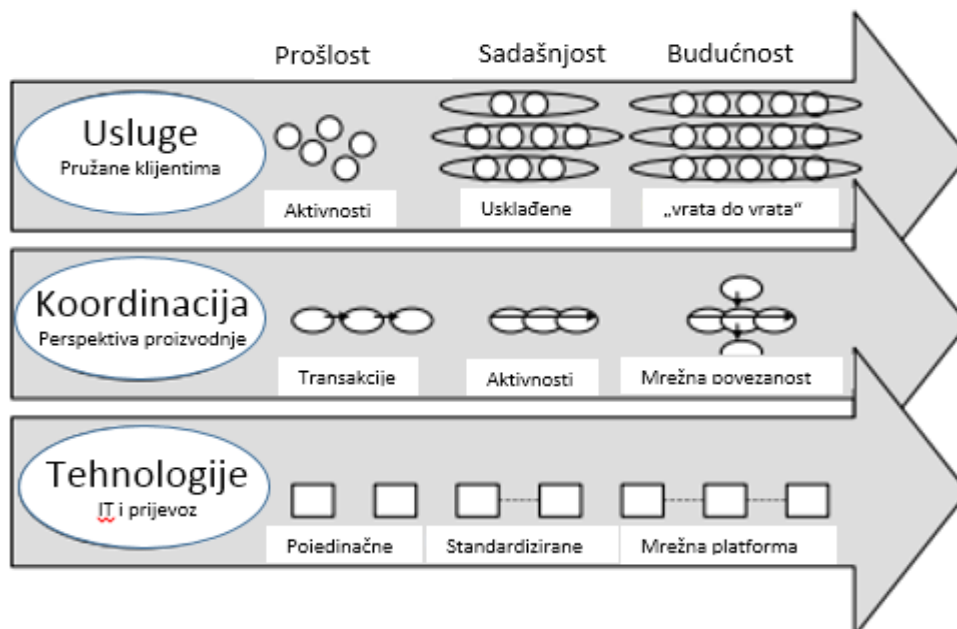 Prošlost Sadašnjost Budućnost
Usluge
Pružane klijentima
Aktivnosti Usklađene „vrata do vrata“
Koordinacija
Perspektiva proizvodnje
Transakcije Aktivnosti Mrežna povezanost
Tehnologije
IT i prijevoz
Pojedinačne Standardizirane Mrežna platforma